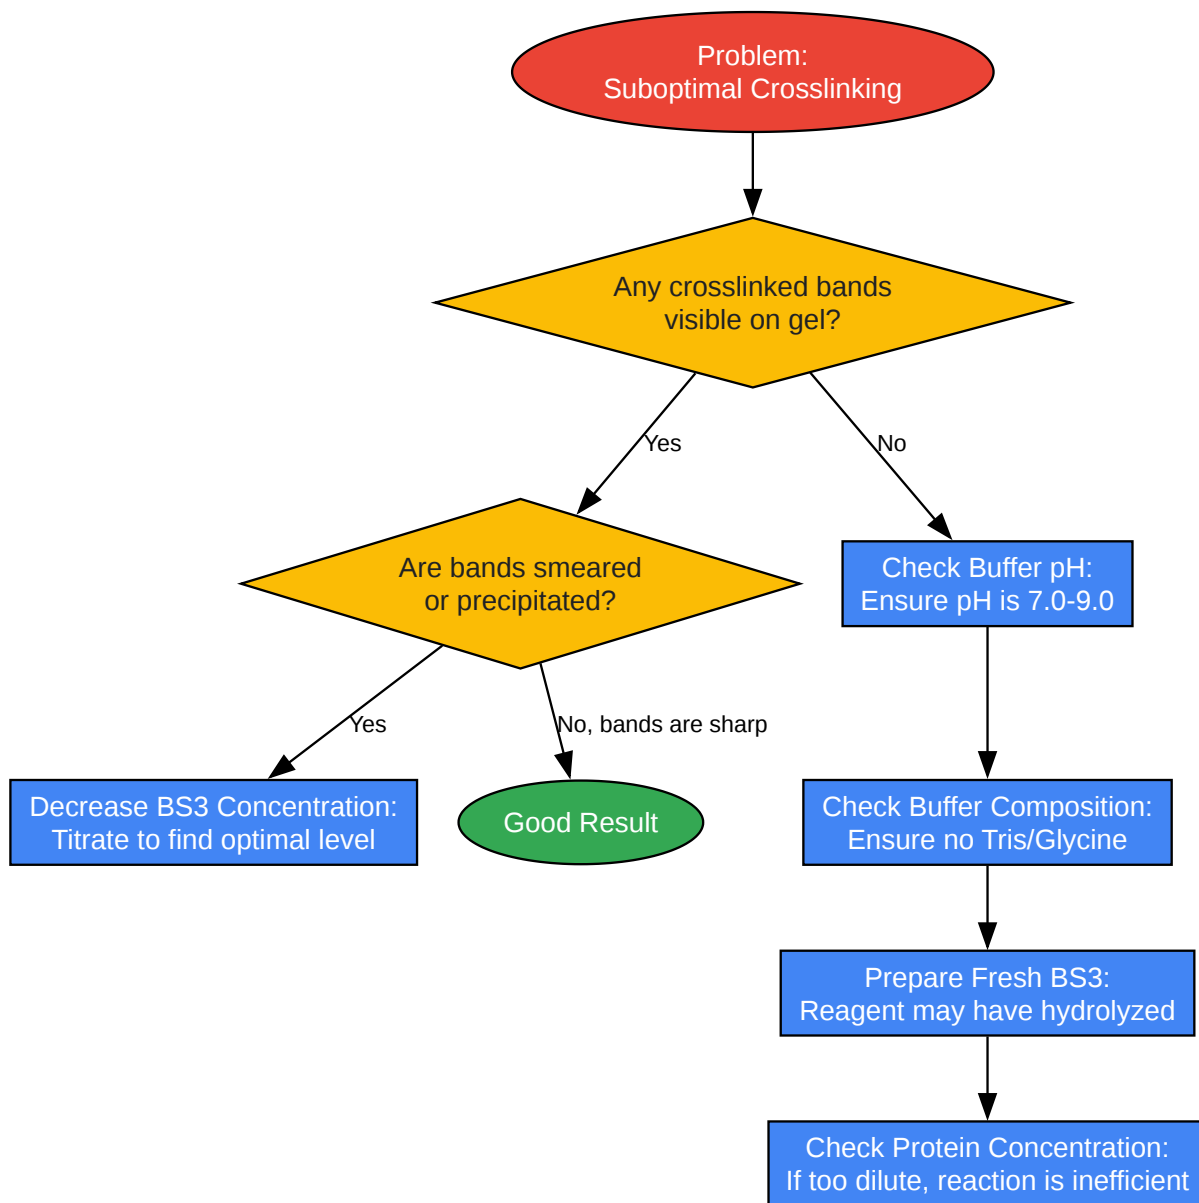 Problem:
Suboptimal Crosslinking
Any crosslinked bands
visible on gel?
Yes
No
Are bands smeared
or precipitated?
Check Buffer pH:
Ensure pH is 7.0-9.0
Yes
No, bands are sharp
Decrease BS3 Concentration:
Titrate to find optimal level
Good Result
Check Buffer Composition:
Ensure no Tris/Glycine
Prepare Fresh BS3:
Reagent may have hydrolyzed
Check Protein Concentration:
If too dilute, reaction is inefficient